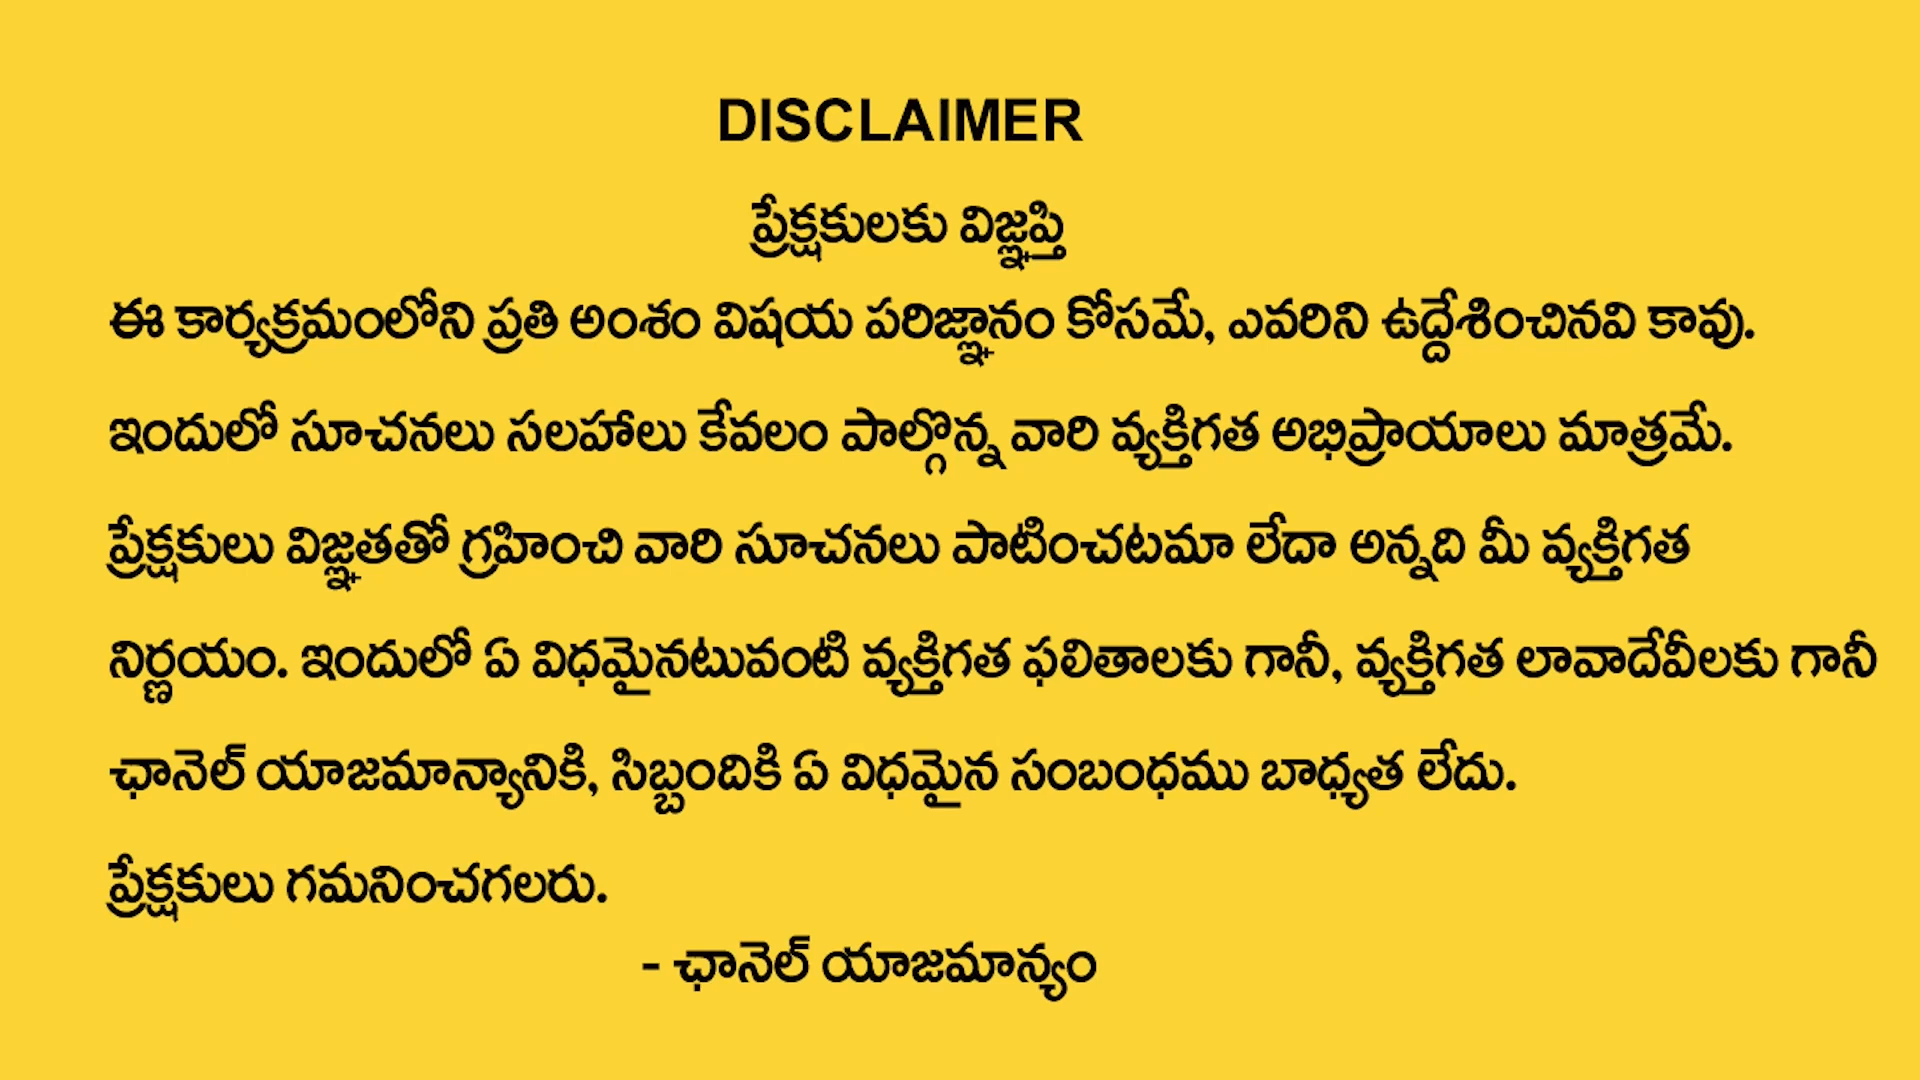 DISCLAIMER
ప్రేక్షకులకు విజ్ఞప్తి
ఈ కార్యక్రమంలోని ప్రతి అంశం విషయ పరిజ్ఞానం కోసమే, ఎవరిని ఉద్దేశించినవి కావు.
ఇందులో సూచనలు సలహాలు కేవలం పాల్గొన్న వారి వ్యక్తిగత అభిప్రాయాలు మాత్రమే.
ప్రేక్షకులు విజ్ఞతతో గ్రహించి వారి సూచనలు పాటించటమా లేదా అన్నది మీ వ్యక్తిగత
నిర్ణయం. ఇందులో ఏ విధమైనటువంటి వ్యక్తిగత ఫలితాలకు గానీ, వ్యక్తిగత లావాదేవీలకు గానీ
ఛానెల్ యాజమాన్యానికి, సిబ్బందికి ఏ విధమైన సంబంధము బాధ్యత లేదు.
ప్రేక్షకులు గమనించగలరు.
- ఛానెల్ యాజమాన్యం